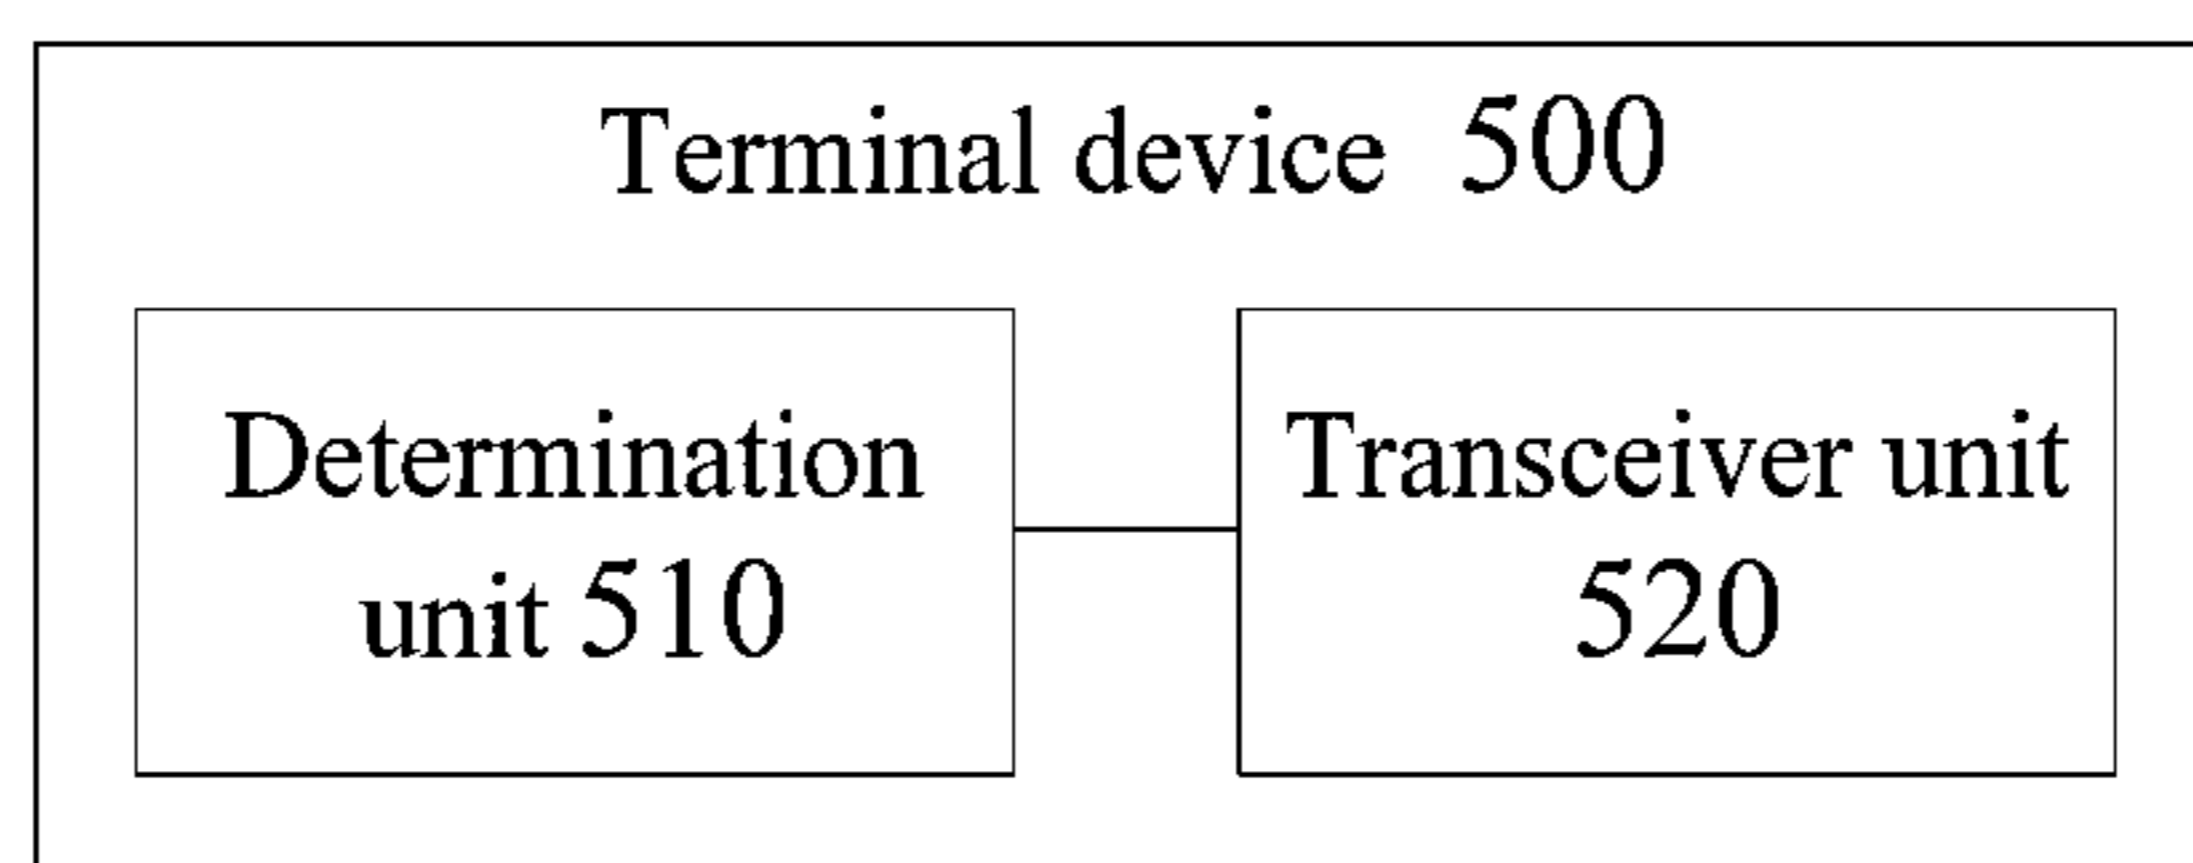 Terminal device 500
Determination
unit 510
Transceiver unit
520